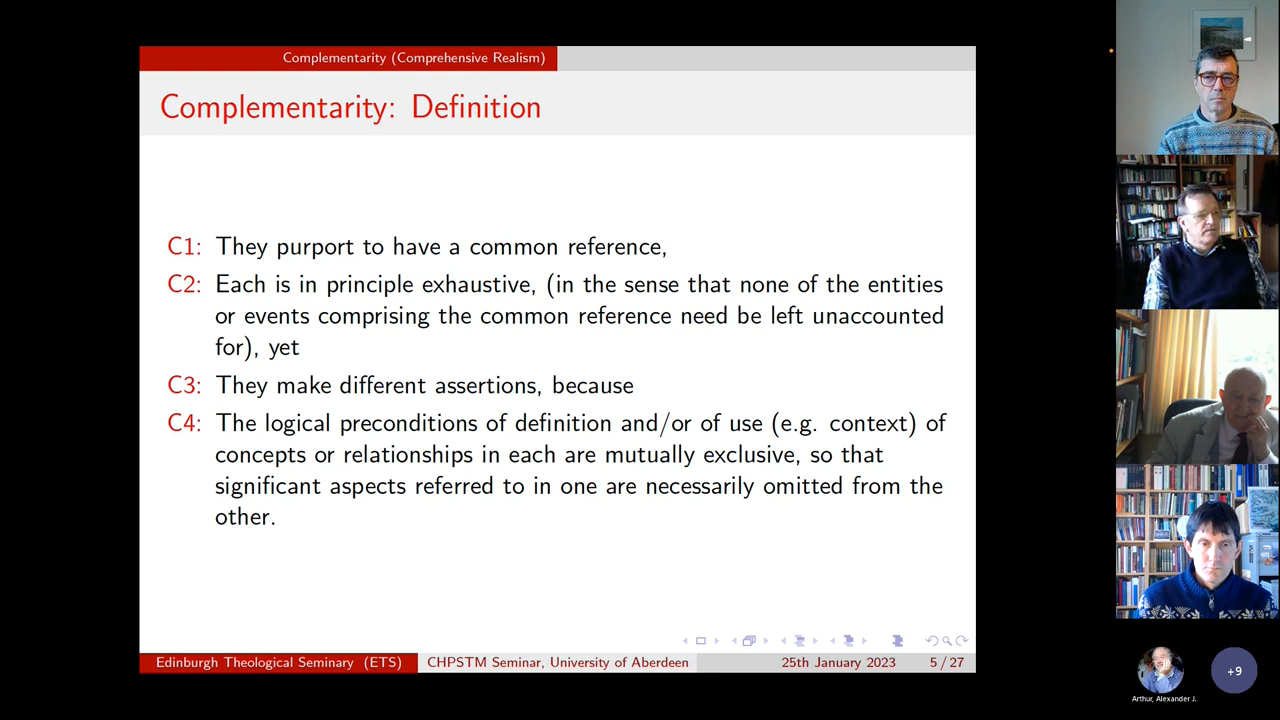 Complementarity (Comprehensive Realism)
Complementarity: Definition
C1: They purport to have a common reference,
C2: Each is in principle exhaustive, (in the sense that none of the entities
or events comprising the common reference need be left unaccounted
for), yet
C3: They make different assertions, because
C4: The logical preconditions of definition and/or of use (e.g. context) of
concepts or relationships in each are mutually exclusive, so that
significant aspects referred to in one are necessarily omitted from the
other.
Edinburgh Theological Seminary (ETS) CHPSTM Seminar, University of Aberdeen 25th January 2023 5 / 27
+9
Arthur, Alexander J.